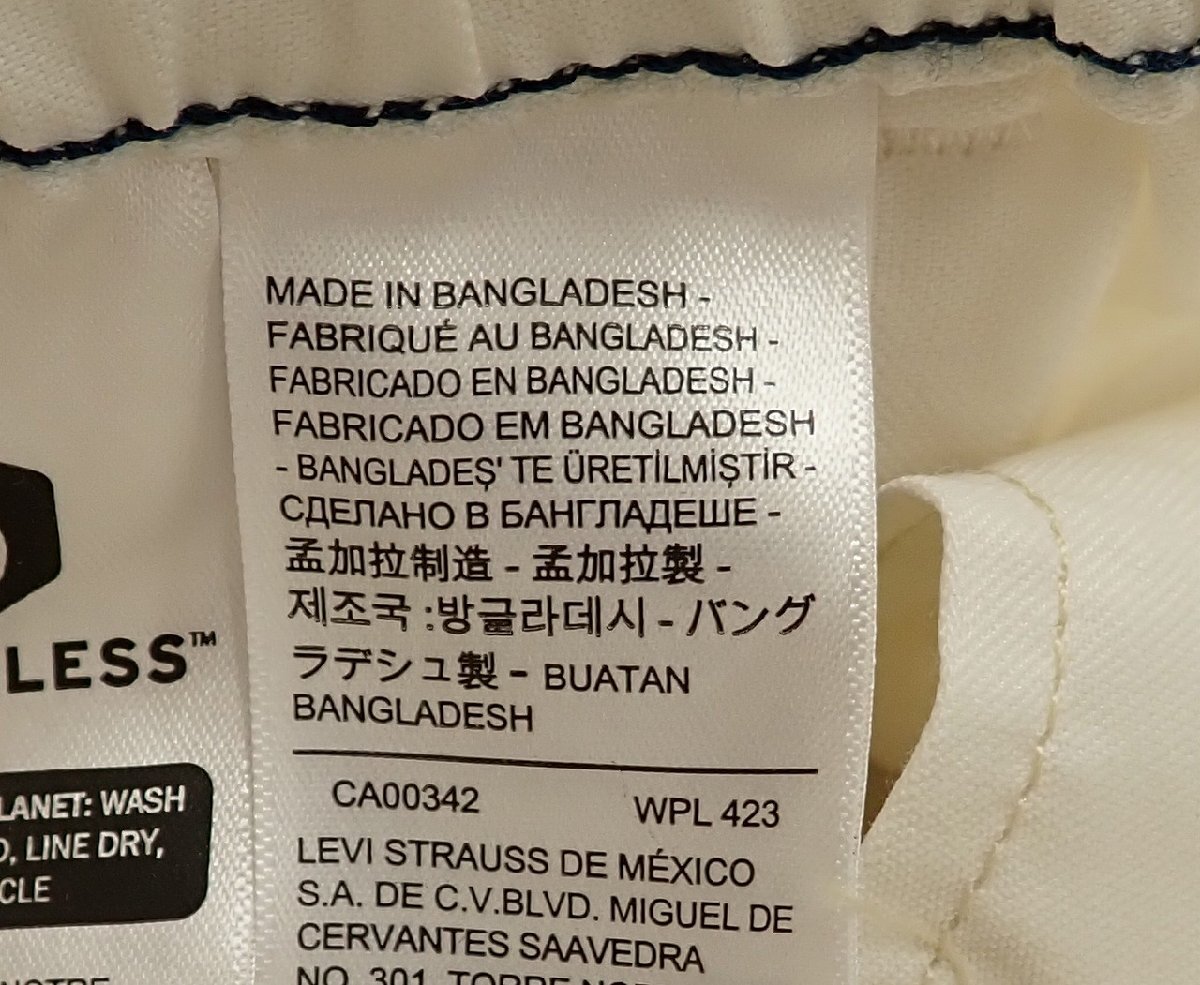 MADE IN BANGLADESH -
FABRIQUÉ AU BANGLADESH -
FABRICADO EN BANGLADESH -
FABRICADO EM BANGLADESH
- BANGLADEŞ' TE ÜRETİLMİŞTİR -
СДЕЛАНО В БАНГЛАДЕШЕ -
孟加拉制造 - 孟加拉製 -
제조국 :방글라데시 - バング
ラデシュ製 - BUATAN
BANGLADESH
CA00342 WPL 423
LEVI STRAUSS DE MÉXICO
S.A. DE C.V.BLVD. MIGUEL DE
CERVANTES SAAVEDRA
NO. 301, TORRE
LESS™
LANET: WASH
D, LINE DRY,
CLE